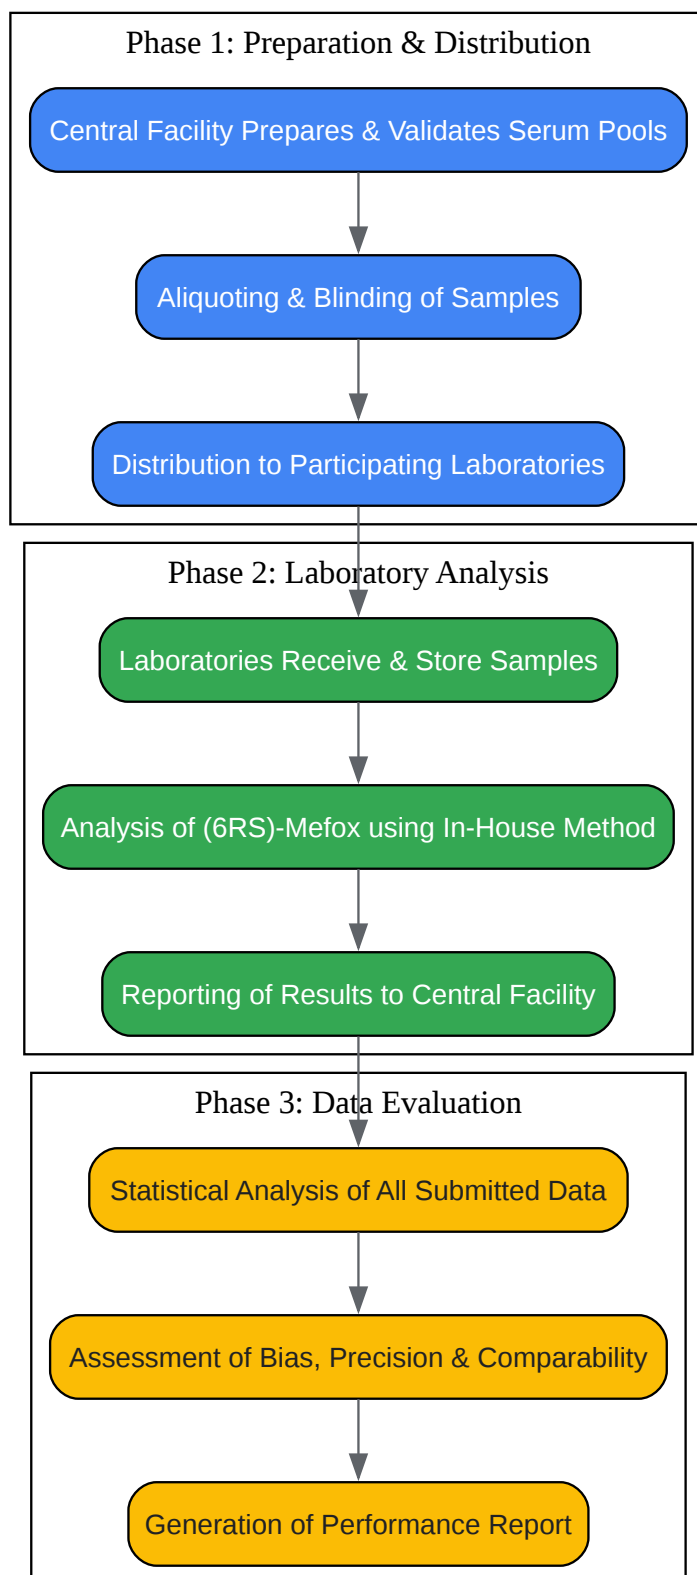 Phase 1: Preparation & Distribution
Central Facility Prepares & Validates Serum Pools
Aliquoting & Blinding of Samples
Distribution to Participating Laboratories
Phase 2: Laboratory Analysis
Laboratories Receive & Store Samples
Analysis of (6RS)-Mefox using In-House Method
Reporting of Results to Central Facility
Phase 3: Data Evaluation
Statistical Analysis of All Submitted Data
Assessment of Bias, Precision & Comparability
Generation of Performance Report